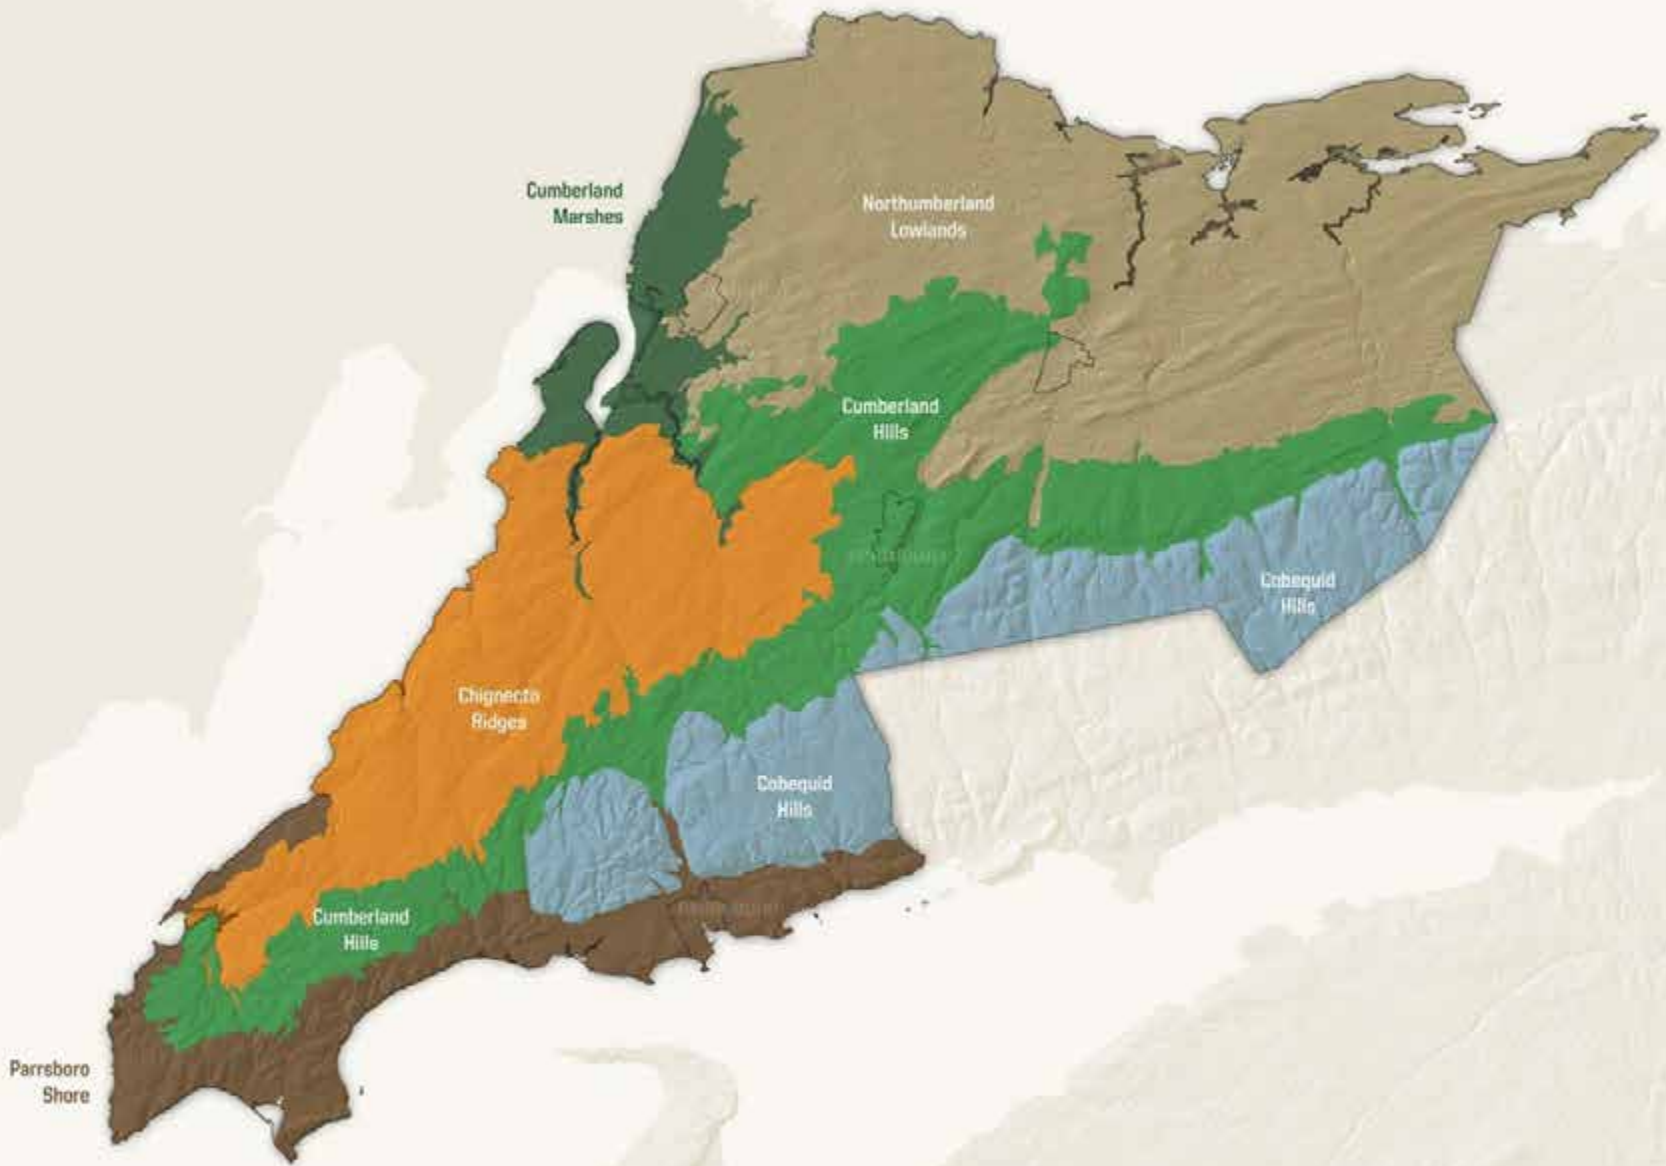 Cumberland
Marshes
Northumberland
Lowlands
Cumberland
Hills
Cobequid
Hills
Chignecto
Ridges
Cobequid
Hills
Cumberland
Hills
Parrsboro
Shore